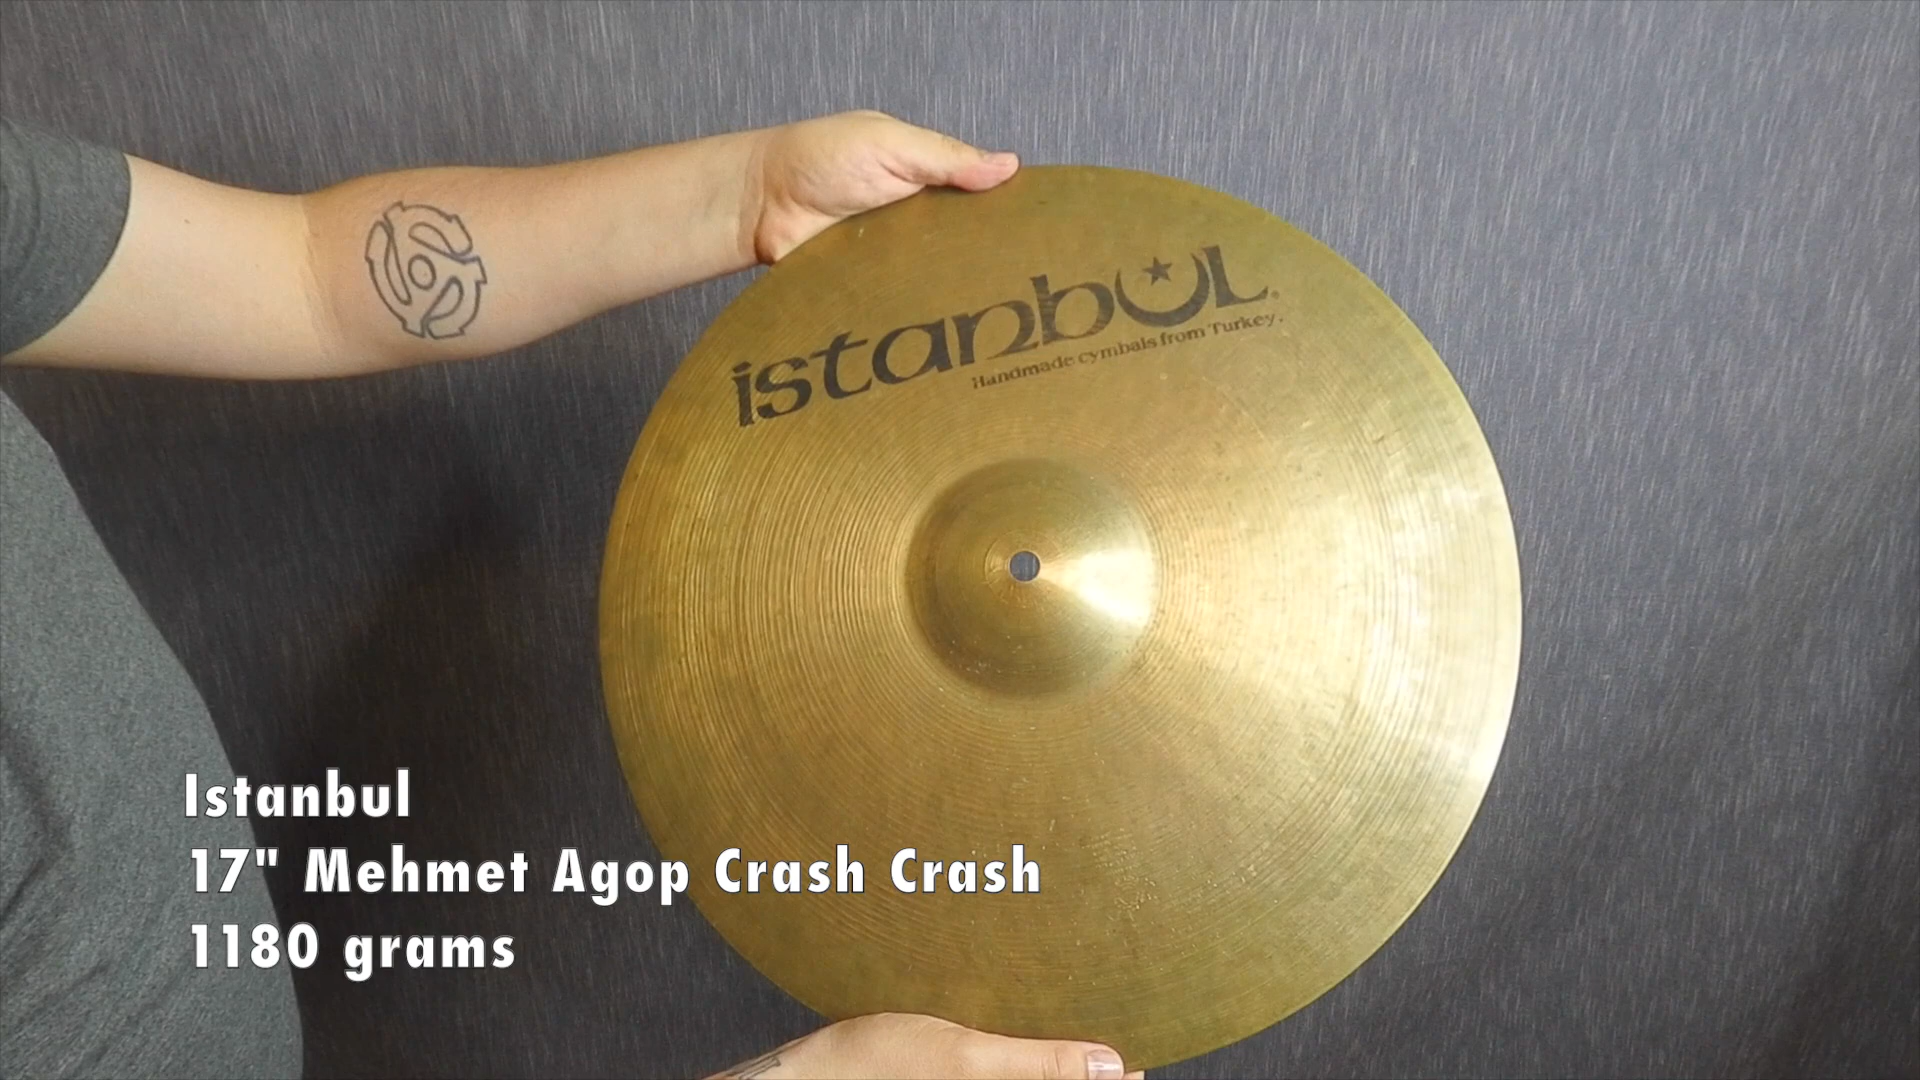 istanbul®
Handmade cymbals from Turkey.
Istanbul
17" Mehmet Agop Crash Crash
1180 grams